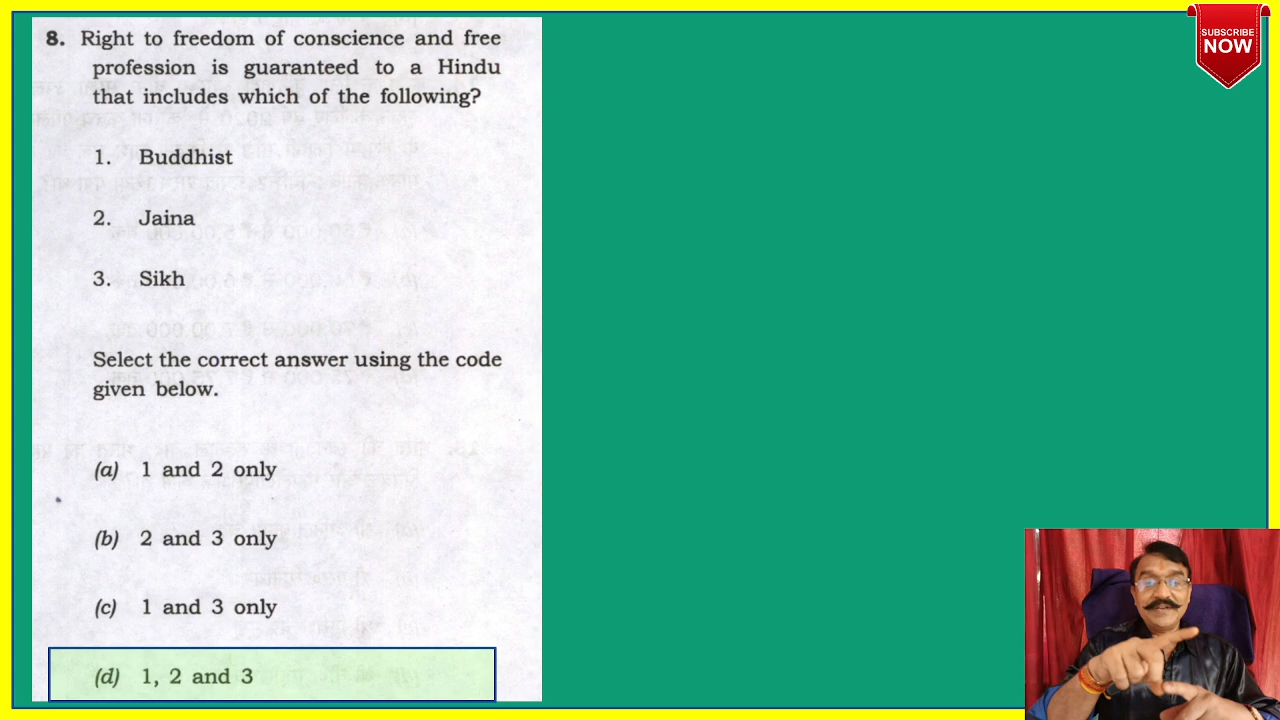 8. Right to freedom of conscience and free
profession is guaranteed to a Hindu
that includes which of the following?
1. Buddhist
2. Jaina
3. Sikh
Select the correct answer using the code
given below.
(a) 1 and 2 only
(b) 2 and 3 only
(c) 1 and 3 only
(d) 1, 2 and 3
SUBSCRIBE
NOW